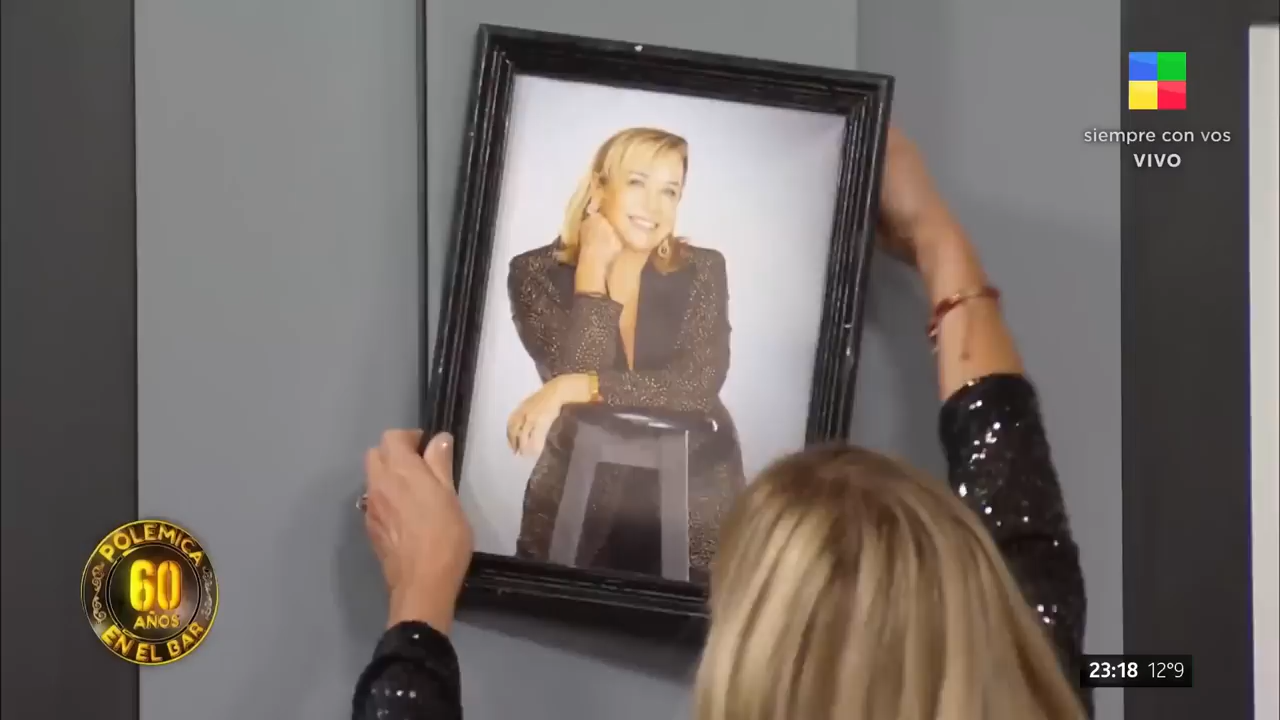 siempre con vos
VIVO
POLEMICA
60
AÑOS
EN EL BAR
23:18 12°9